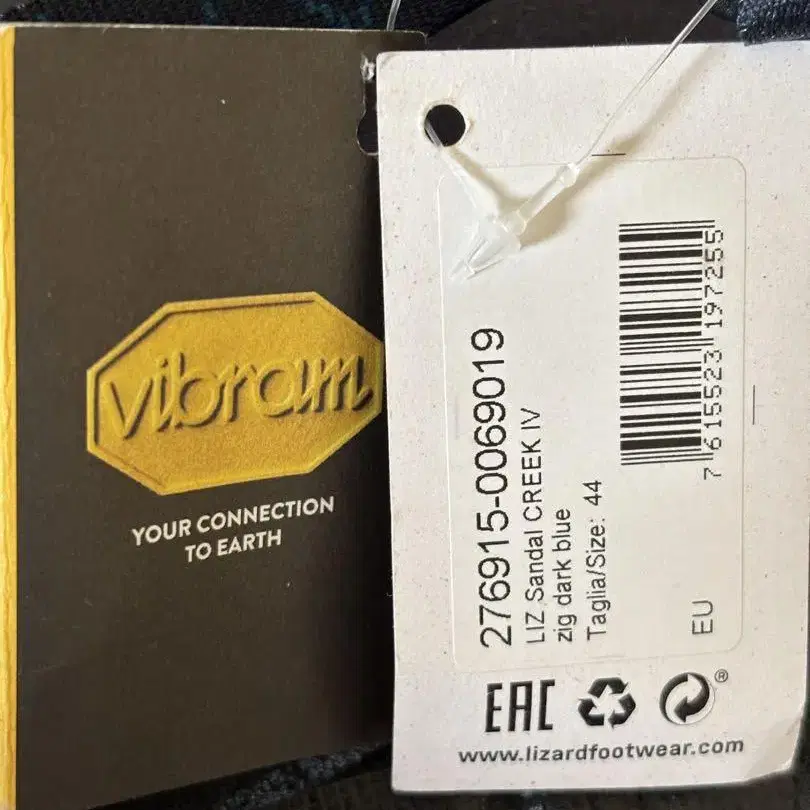 vibram
YOUR CONNECTION
TO EARTH
276915-0069019
LIZ Sandal CREEK IV
zig dark blue
Taglia/Size: 44
EU
7 615523 197255
EAC
®
www.lizardfootwear.com